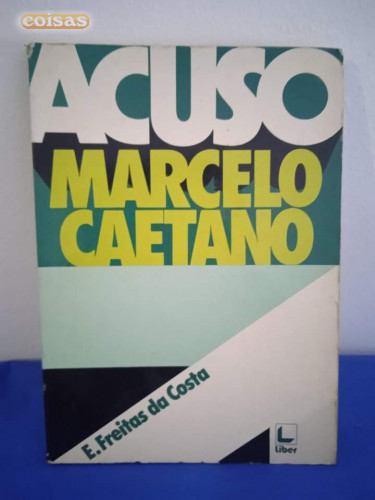 coisas
ACUSO
MARCELO
CAETANO
E. Freitas da Costa
L
Liber